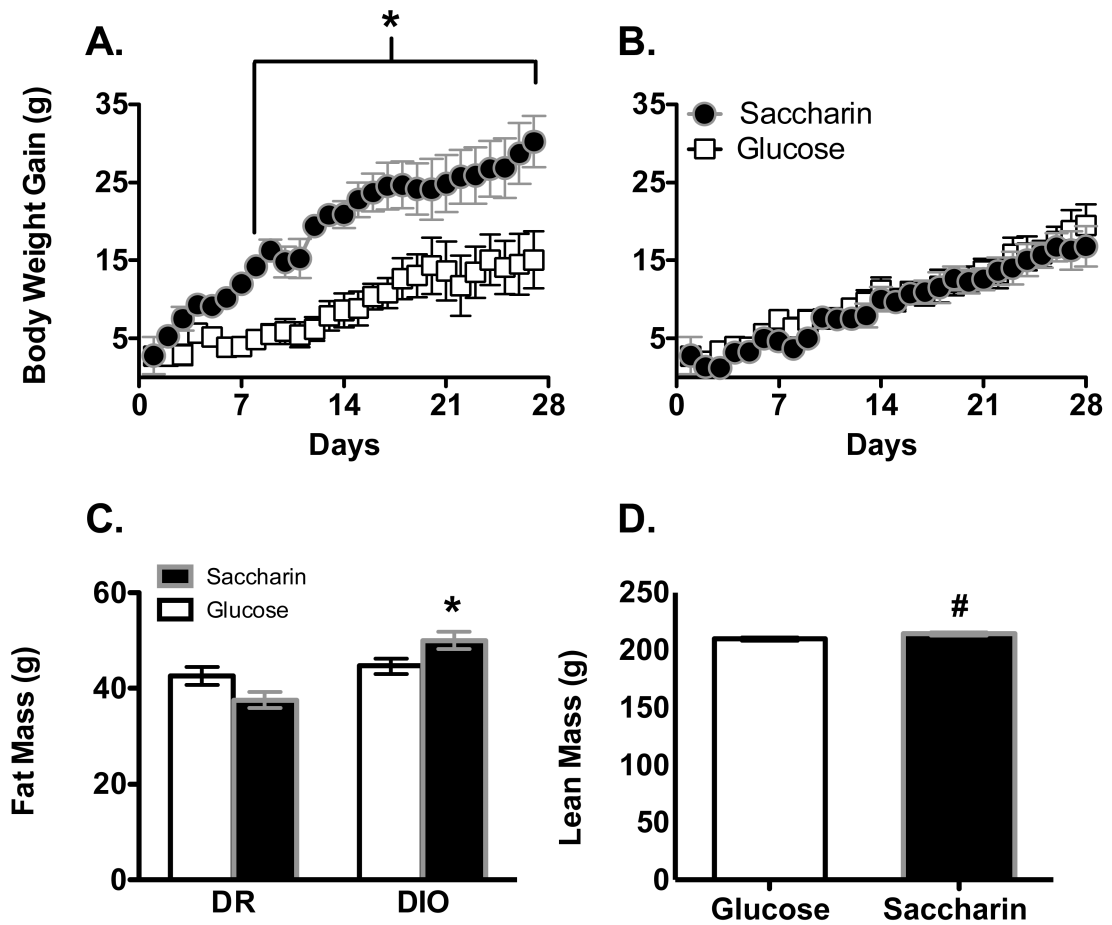 A.
*
Body Weight Gain (g)
35
25
15
5
0 7 14 21 28
Days
B.
Saccharin
Glucose
35
25
15
5
0 7 14 21 28
Days
C.
Saccharin
Glucose
*
Fat Mass (g)
60
40
20
0
DR DIO
D.
#
Lean Mass (g)
250
200
150
100
50
0
Glucose Saccharin